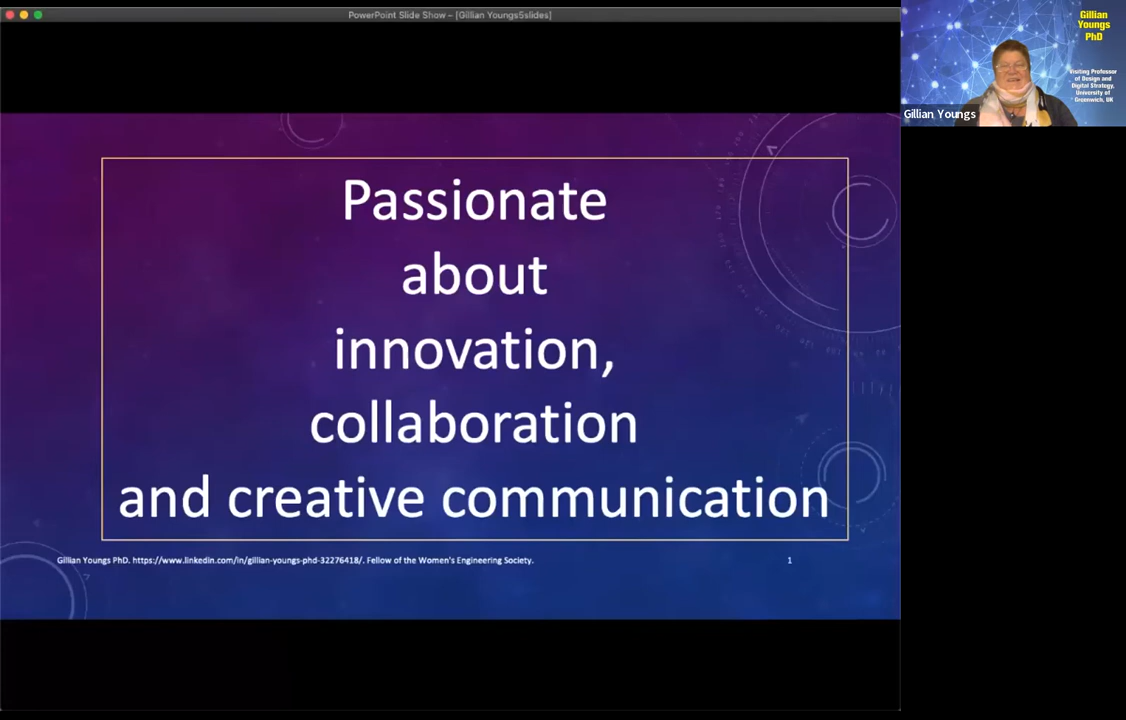 PowerPoint Slide Show – [Gillian Youngs5slides]
Passionate
about
innovation,
collaboration
and creative communication
Gillian Youngs PhD. https://www.linkedin.com/in/gillian-youngs-phd-32276418/. Fellow of the Women's Engineering Society.
1
Gillian
Youngs
PhD
Visiting Professor
of Design and
Digital Strategy,
University of
Greenwich, UK
Gillian Youngs